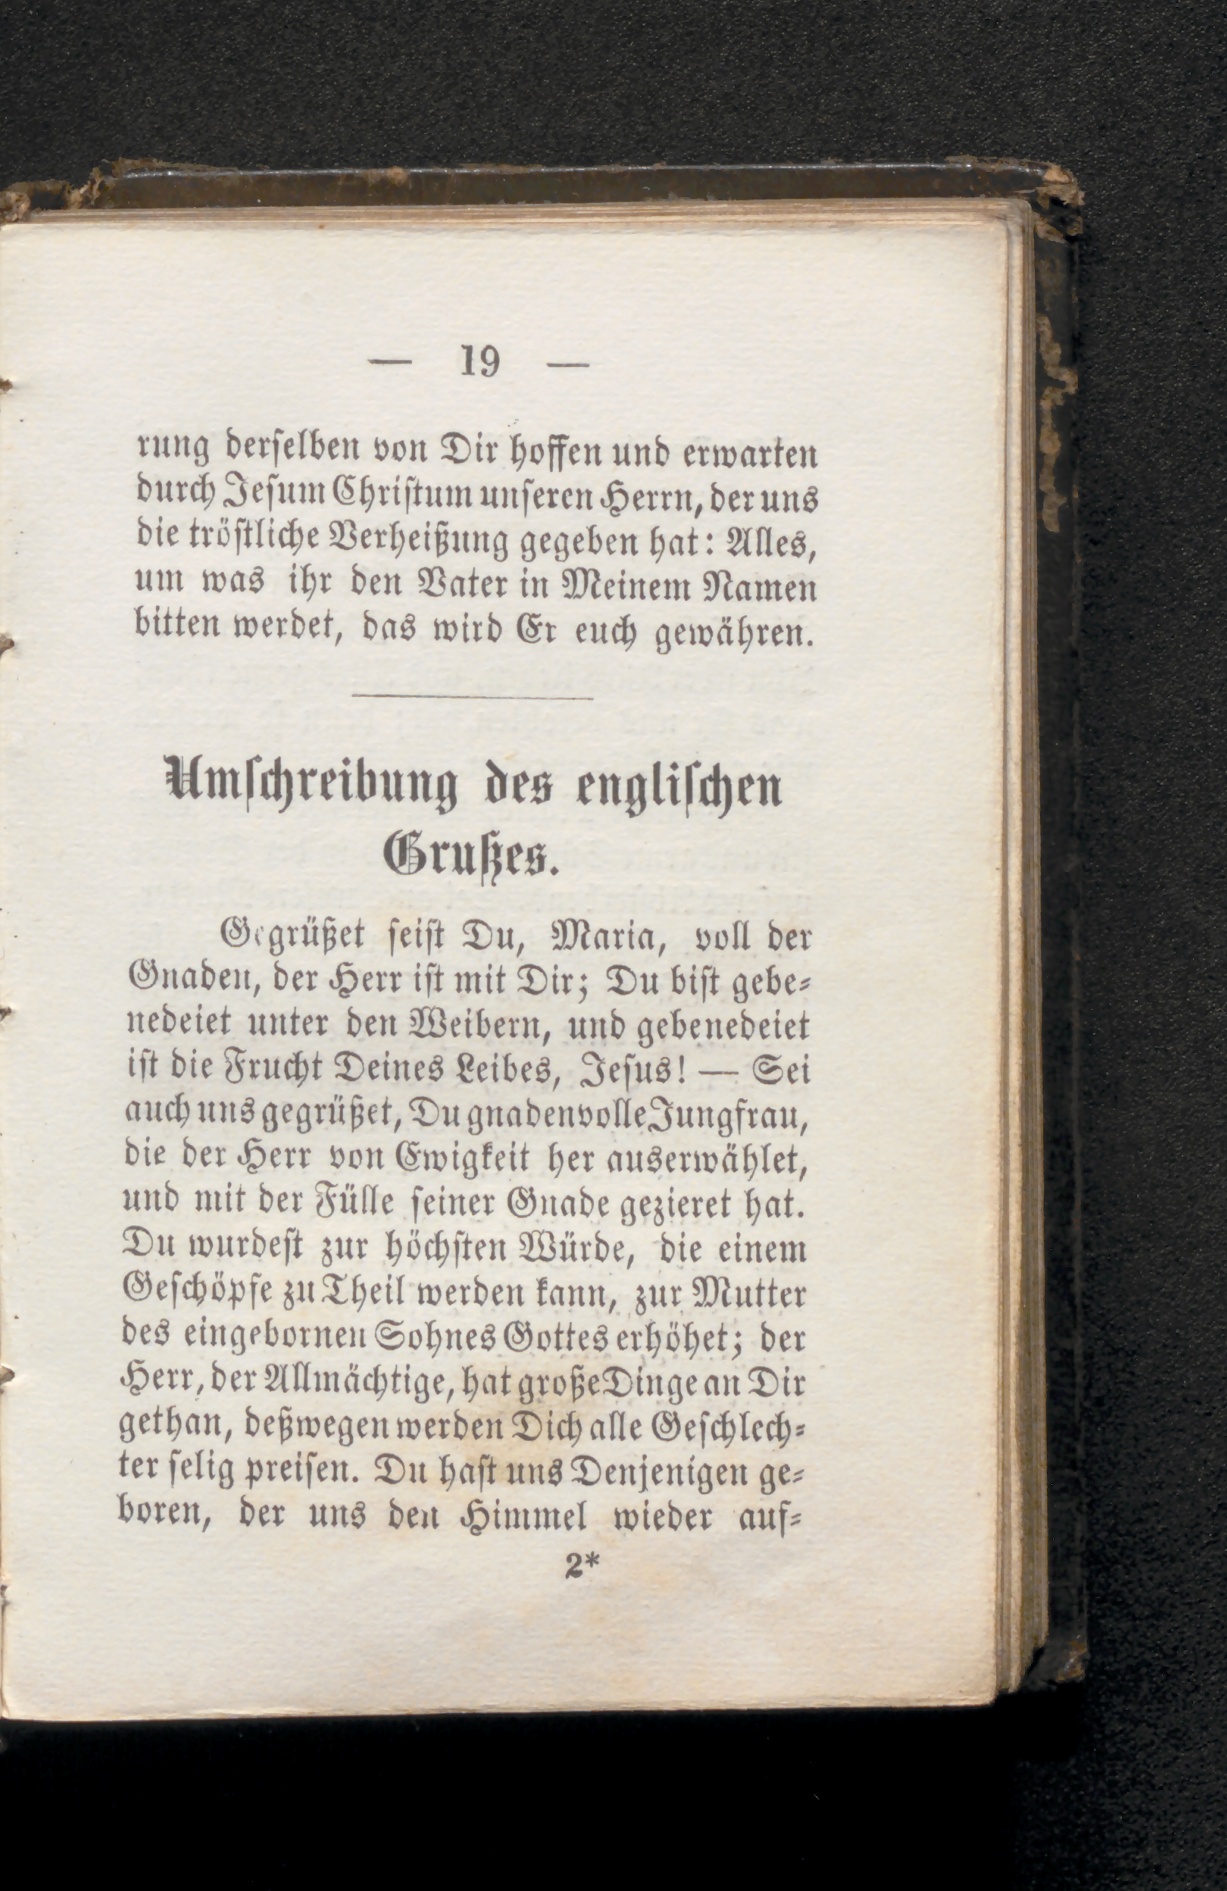 — 19 —
rung derselben von Dir hoffen und erwarten
durch Jesum Christum unseren Herrn, der uns
die tröstliche Verheißung gegeben hat: Alles,
um was ihr den Vater in Meinem Namen
bitten werdet, das wird Er euch gewähren.
Umschreibung des englischen
Grußes.
Gegrüßet seist Du, Maria, voll der
Gnaden, der Herr ist mit Dir; Du bist gebe-
nedeiet unter den Weibern, und gebenedeiet
ist die Frucht Deines Leibes, Jesus! — Sei
auch uns gegrüßet, Du gnadenvolle Jungfrau,
die der Herr von Ewigkeit her auserwählet,
und mit der Fülle seiner Gnade gezieret hat.
Du wurdest zur höchsten Würde, die einem
Geschöpfe zu Theil werden kann, zur Mutter
des eingebornen Sohnes Gottes erhöhet; der
Herr, der Allmächtige, hat große Dinge an Dir
gethan, deßwegen werden Dich alle Geschlech-
ter selig preisen. Du hast uns Denjenigen ge-
boren, der uns den Himmel wieder auf-
2*